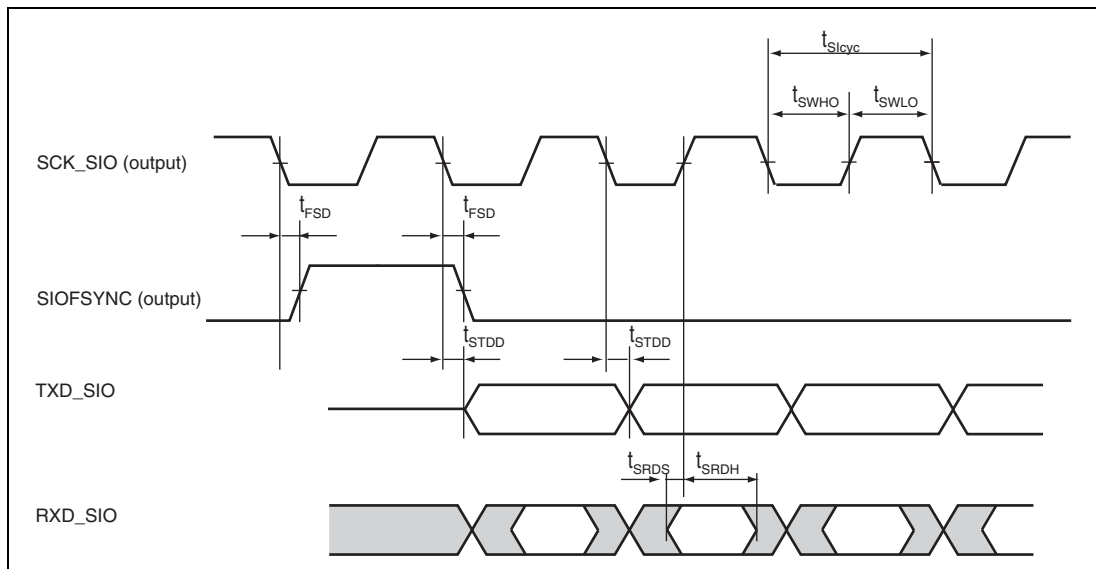 tSIcyc
tSWHO tSWLO
SCK_SIO (output)
tFSD tFSD
SIOFSYNC (output)
tSTDD tSTDD
TXD_SIO
tSRDS tSRDH
RXD_SIO